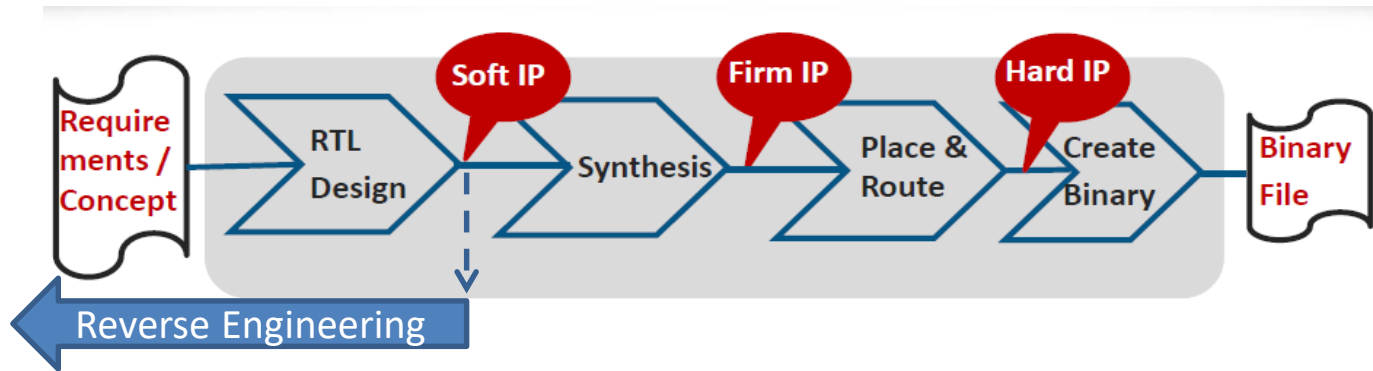 Soft IP
Firm IP
Hard IP
Require
ments /
Concept
RTL
Design
Synthesis
Place &
Route
Create
Binary
Binary
File
Reverse Engineering